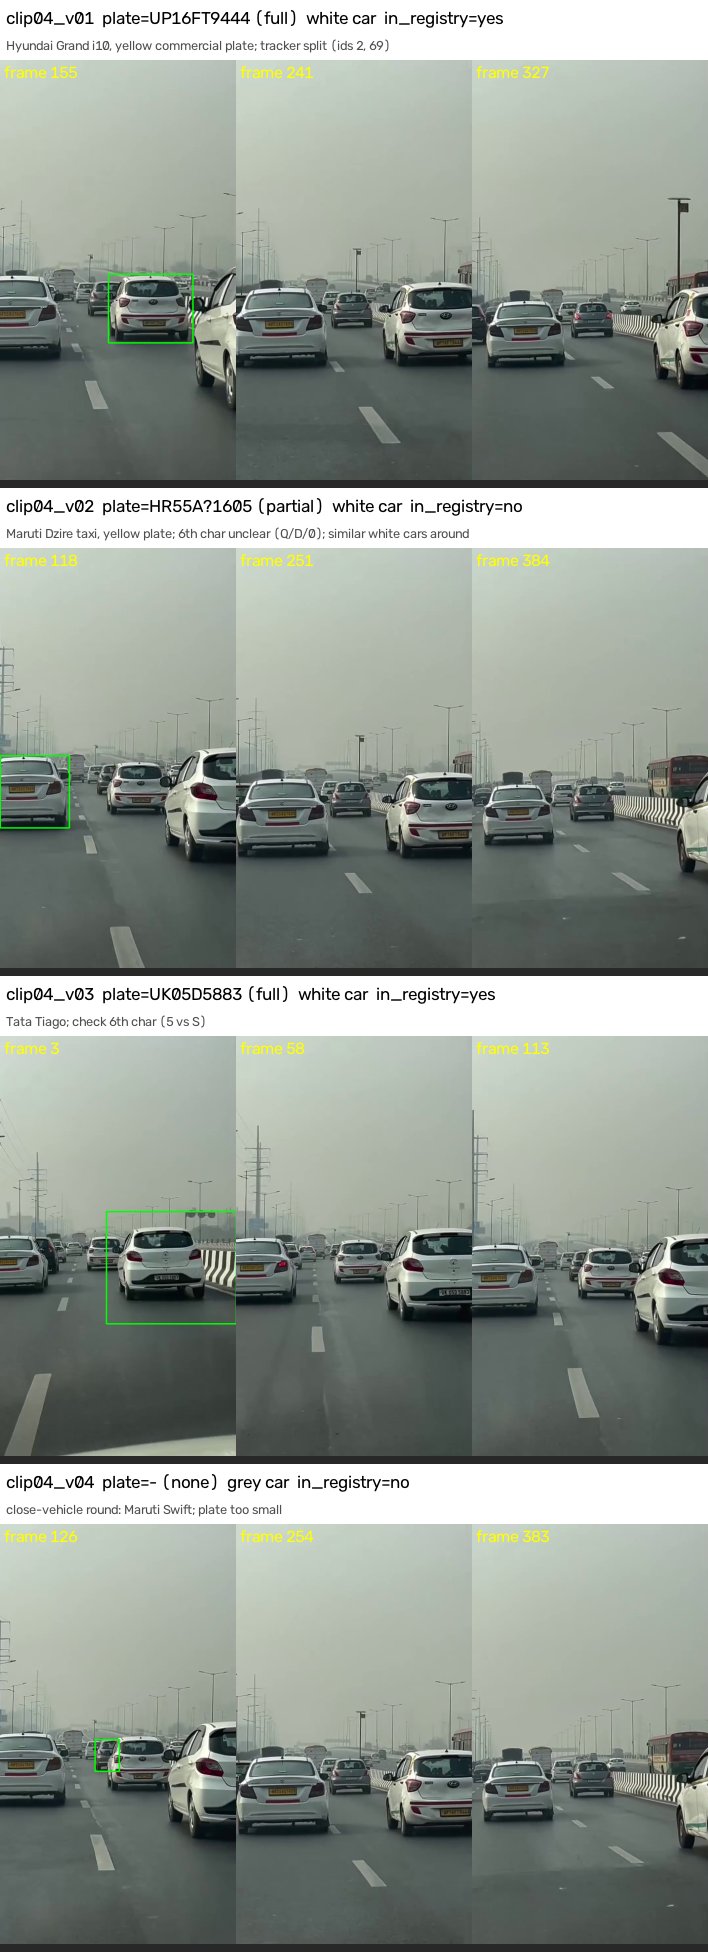 clip04_v01 plate=UP16FT9444 (full) white car in_registry=yes
Hyundai Grand i10, yellow commercial plate; tracker split (ids 2, 69)
frame 155
frame 241
frame 327
clip04_v02 plate=HR55A?1605 (partial) white car in_registry=no
Maruti Dzire taxi, yellow plate; 6th char unclear (Q/D/0); similar white cars around
frame 118
frame 251
frame 384
clip04_v03 plate=UK05D5883 (full) white car in_registry=yes
Tata Tiago; check 6th char (5 vs S)
frame 3
frame 58
frame 113
clip04_v04 plate=- (none) grey car in_registry=no
close-vehicle round: Maruti Swift; plate too small
frame 126
frame 254
frame 383